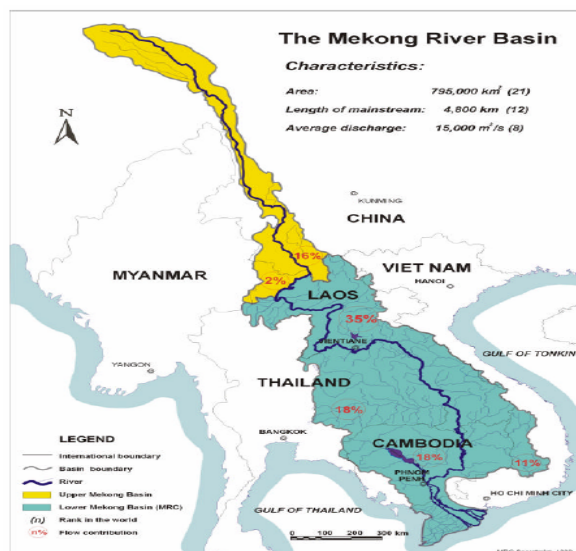 The Mekong River Basin
Characteristics:
Area: 795,000 km² (21)
Length of mainstream: 4,800 km (12)
Average discharge: 15,000 m³/s (8)
N
KUNMING
CHINA
16%
MYANMAR
VIET NAM
2%
HANOI
LAOS
35%
VIENTIANE
GULF OF TONKIN
YANGON
THAILAND
18%
BANGKOK
CAMBODIA
18%
11%
PHNOM
PENH
HO CHI MINH CITY
GULF OF THAILAND
LEGEND
International boundary
Basin boundary
River
Upper Mekong Basin
Lower Mekong Basin (MRC)
(n) Rank in the world
n% Flow contribution
0 100 200 300 km